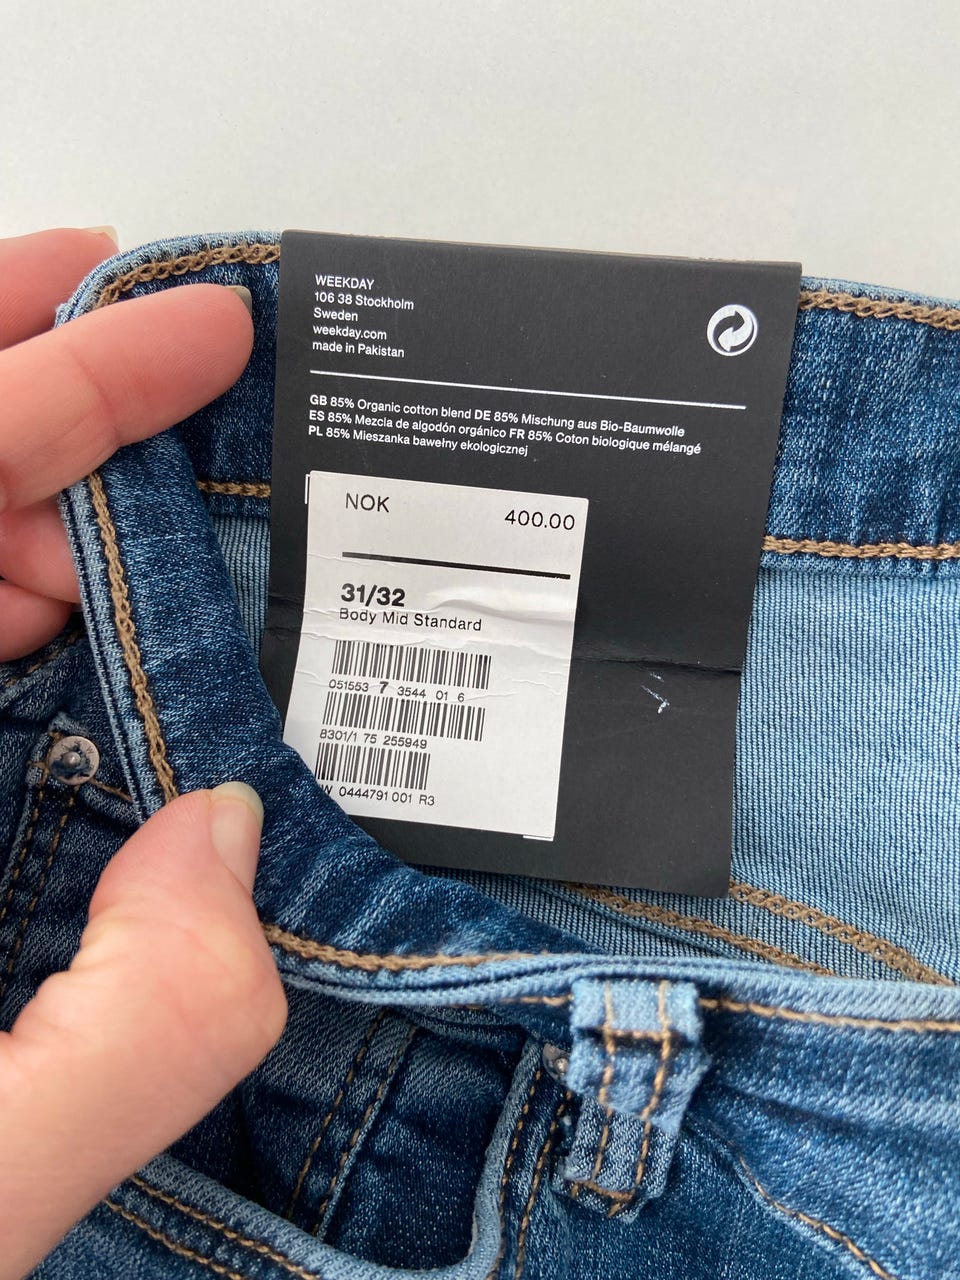 WEEKDAY
106 38 Stockholm
Sweden
weekday.com
made in Pakistan
GB 85% Organic cotton blend DE 85% Mischung aus Bio-Baumwolle
ES 85% Mezcla de algodón orgánico FR 85% Coton biologique mélangé
PL 85% Mieszanka bawełny ekologicznej
NOK 400.00
31/32
Body Mid Standard
051553 7 3544 01 6
8301/1 75 255949
W 0444791 001 R3